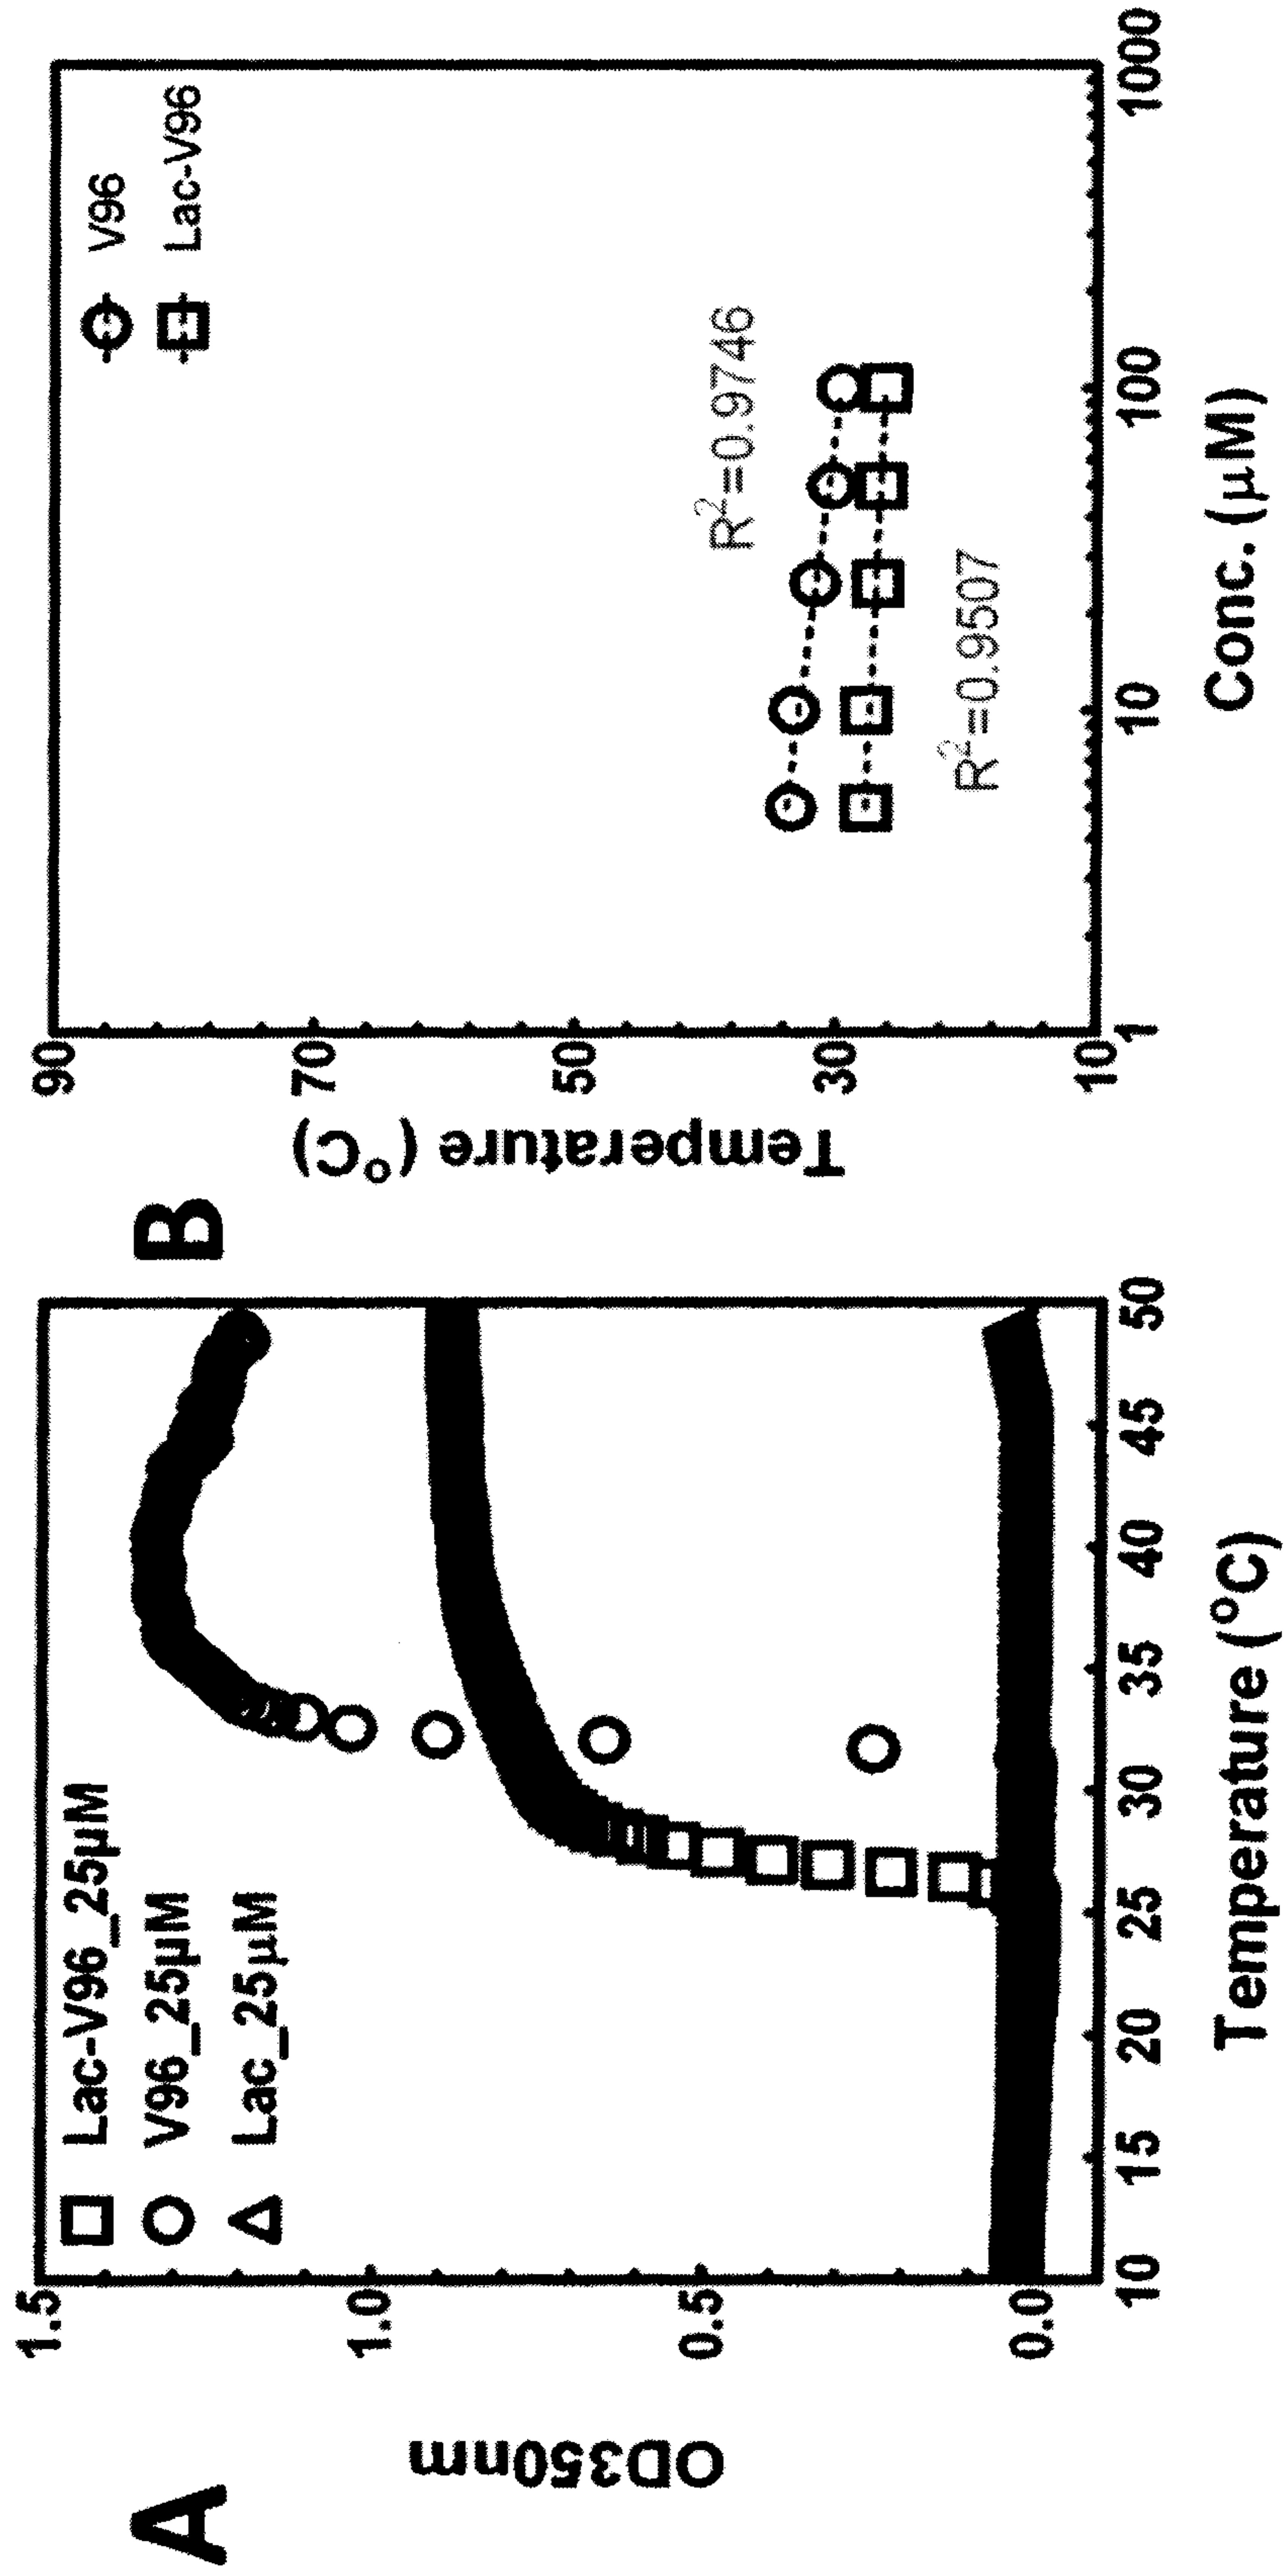 A
OD350nm
1.5
1.0
0.5
0.0
Lac-V96_25µM
V96_25µM
Lac_25µM
10 15 20 25 30 35 40 45 50
Temperature (°C)
B
Temperature (°C)
90
70
50
30
10
V96
Lac-V96
R²=0.9746
R²=0.9507
1 10 100 1000
Conc. (µM)